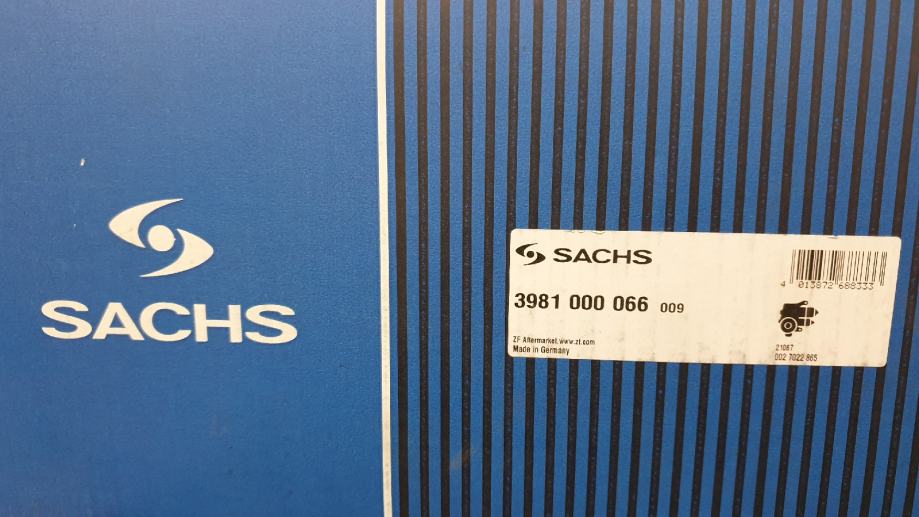 SACHS
SACHS
3981 000 066 009
4 013872 688333
ZF Aftermarket, www.zf.com
Made in Germany
21067
002 7022 865